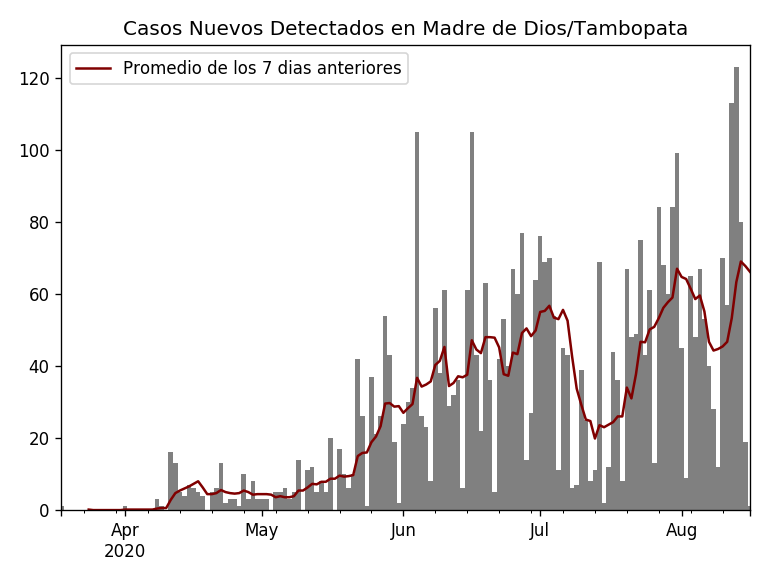 Casos Nuevos Detectados en Madre de Dios/Tambopata
Promedio de los 7 dias anteriores
120
100
80
60
40
20
0
Apr May Jun Jul Aug
2020